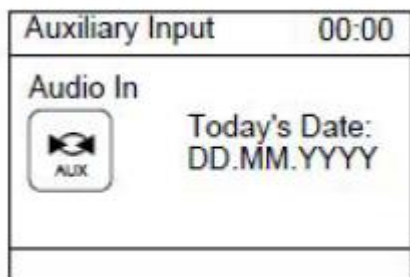 Auxiliary Input 00:00
Audio In
AUX
Today's Date:
DD.MM.YYYY